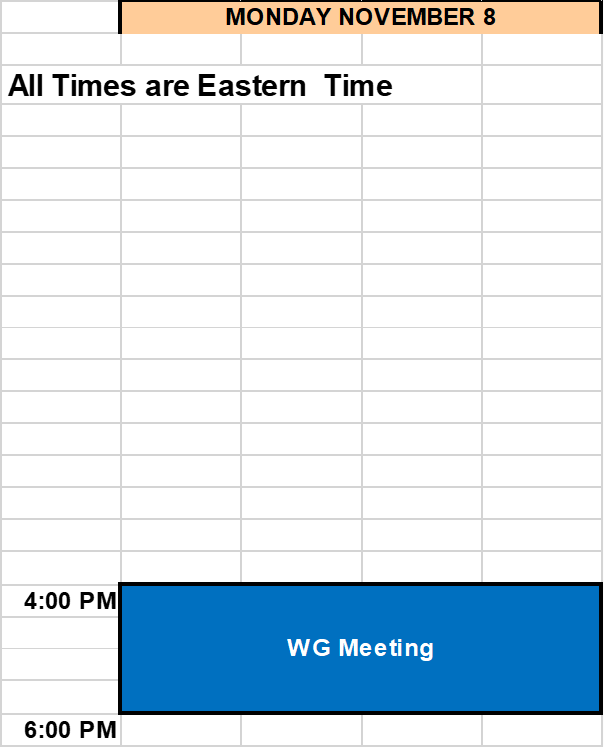 MONDAY NOVEMBER 8
All Times are Eastern  Time
4:00 PM
WG Meeting
6:00 PM